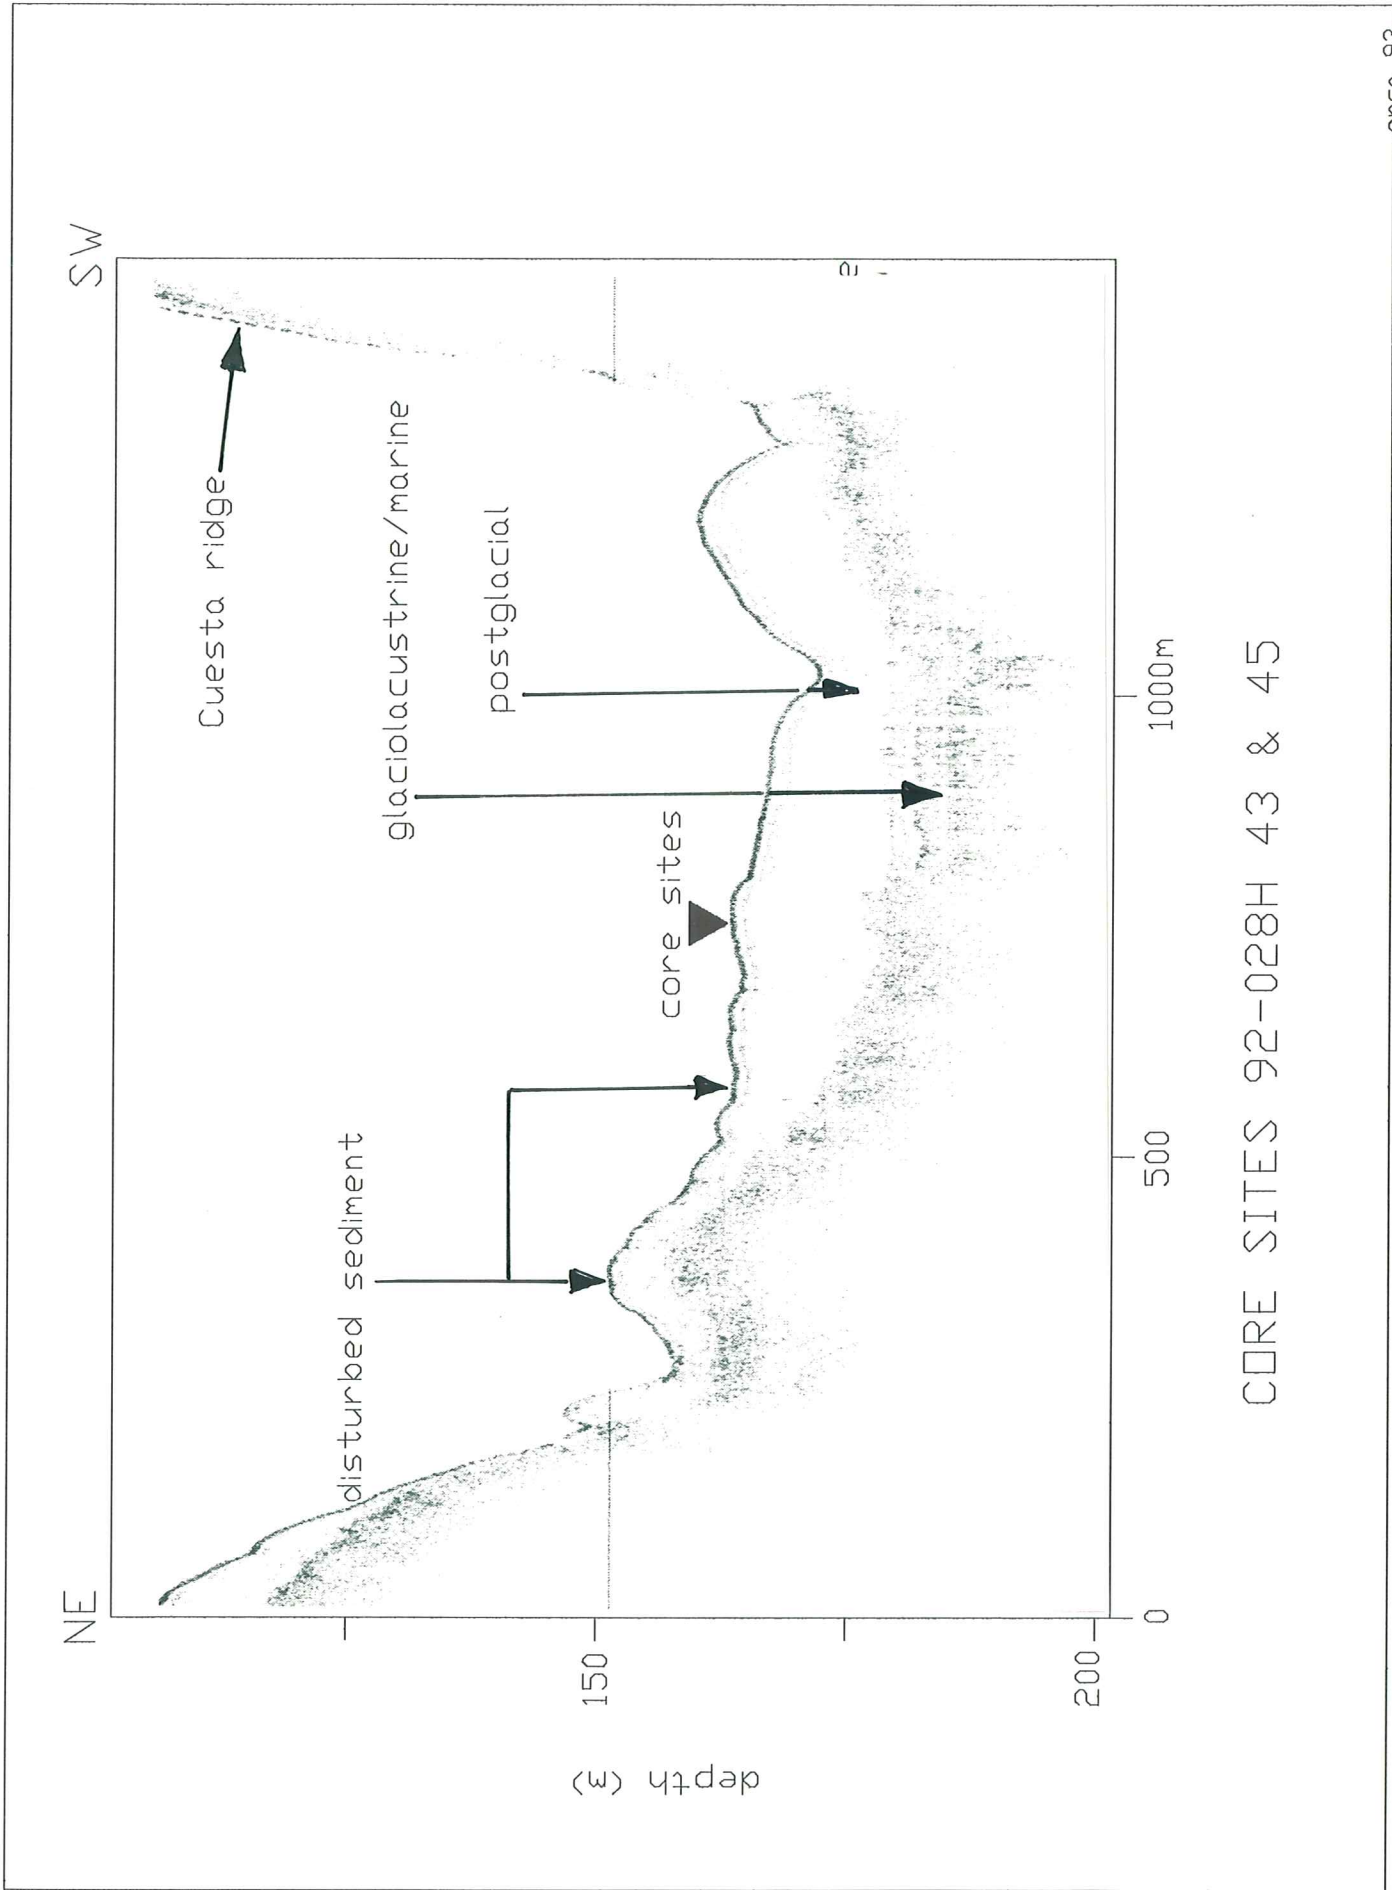 NE
SW
Cuesta ridge
glaciolacustrine/marine
postglacial
core sites
disturbed sediment
depth (m)
150
200
0
500
1000m
CORE SITES 92-028H 43 & 45